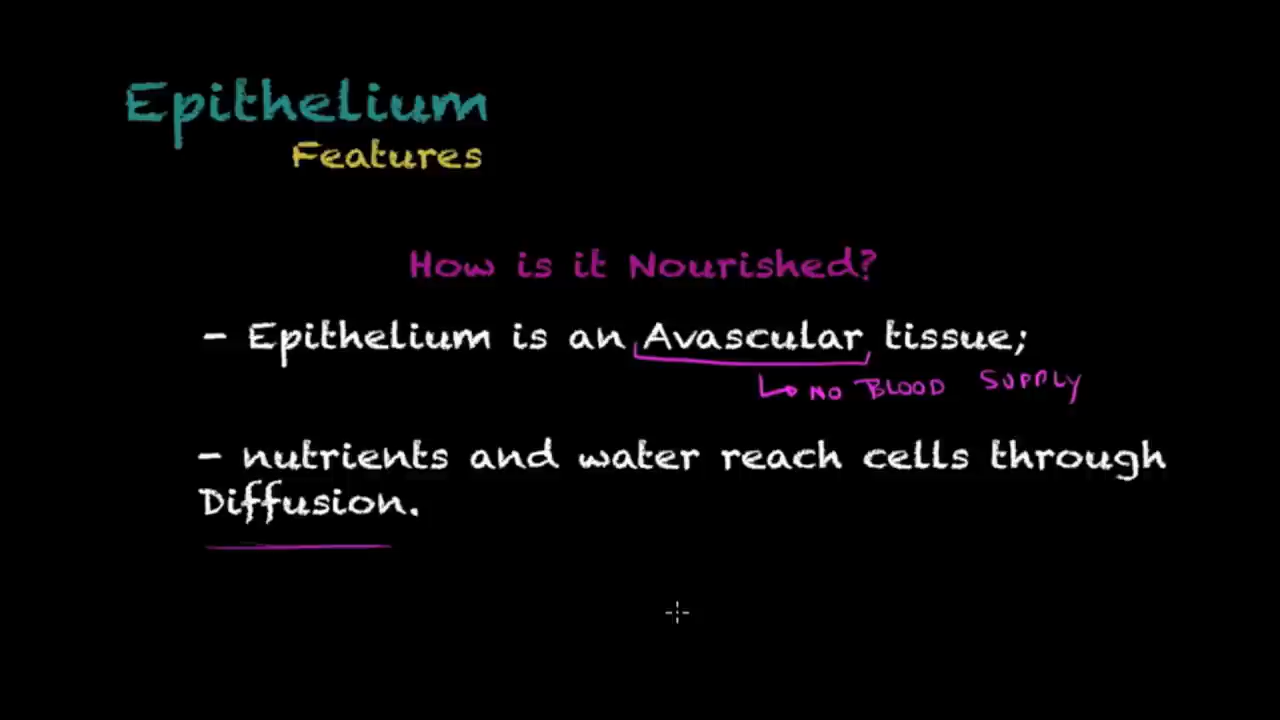 Epithelium
Features
How is it Nourished?
- Epithelium is an Avascular tissue;
↳ NO BLOOD SUPPLY
- nutrients and water reach cells through
Diffusion.